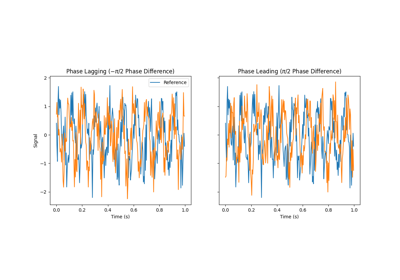 Phase Lagging (−π/2 Phase Difference)
Phase Leading (π/2 Phase Difference)
Reference
Signal
2
1
0
−1
−2
0.0 0.2 0.4 0.6 0.8 1.0
0.0 0.2 0.4 0.6 0.8 1.0
Time (s)
Time (s)